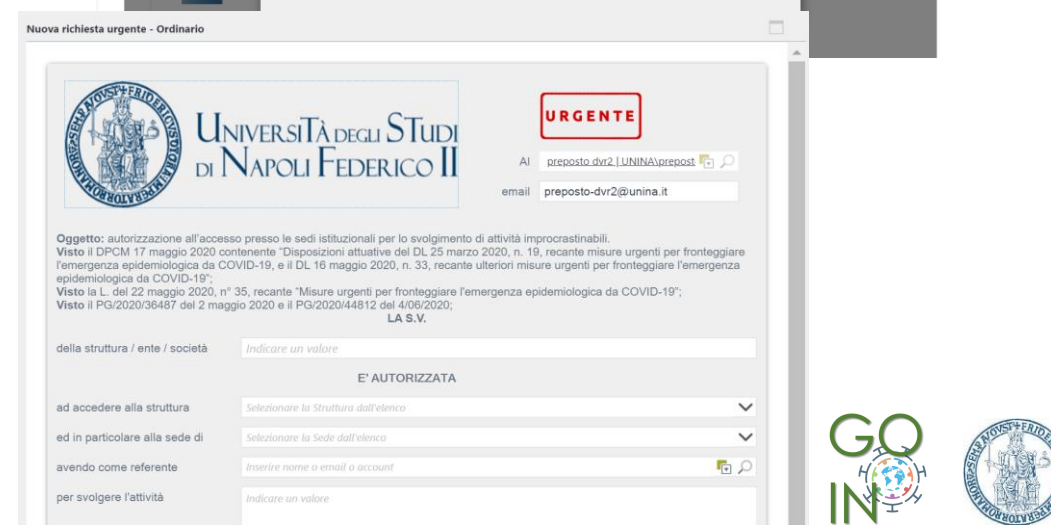 Nuova richiesta urgente - Ordinario
UNIVERSITÀ DEGLI STUDI
DI NAPOLI FEDERICO II
URGENTE
Al preposto dvr2 | UNINA\prepost
email preposto-dvr2@unina.it
Oggetto: autorizzazione all'accesso presso le sedi istituzionali per lo svolgimento di attività improcrastinabili.
Visto il DPCM 17 maggio 2020 contenente "Disposizioni attuative del DL 25 marzo 2020, n. 19, recante misure urgenti per fronteggiare
l'emergenza epidemiologica da COVID-19, e il DL 16 maggio 2020, n. 33, recante ulteriori misure urgenti per fronteggiare l'emergenza
epidemiologica da COVID-19";
Visto la L. del 22 maggio 2020, n° 35, recante "Misure urgenti per fronteggiare l'emergenza epidemiologica da COVID-19";
Visto il PG/2020/36487 del 2 maggio 2020 e il PG/2020/44812 del 4/06/2020;
LA S.V.
della struttura / ente / società Indicare un valore
E' AUTORIZZATA
ad accedere alla struttura Selezionare la Struttura dall'elenco
ed in particolare alla sede di Selezionare la Sede dall'elenco
avendo come referente Inserire nome o email o account
per svolgere l'attività Indicare un valore
GO
IN